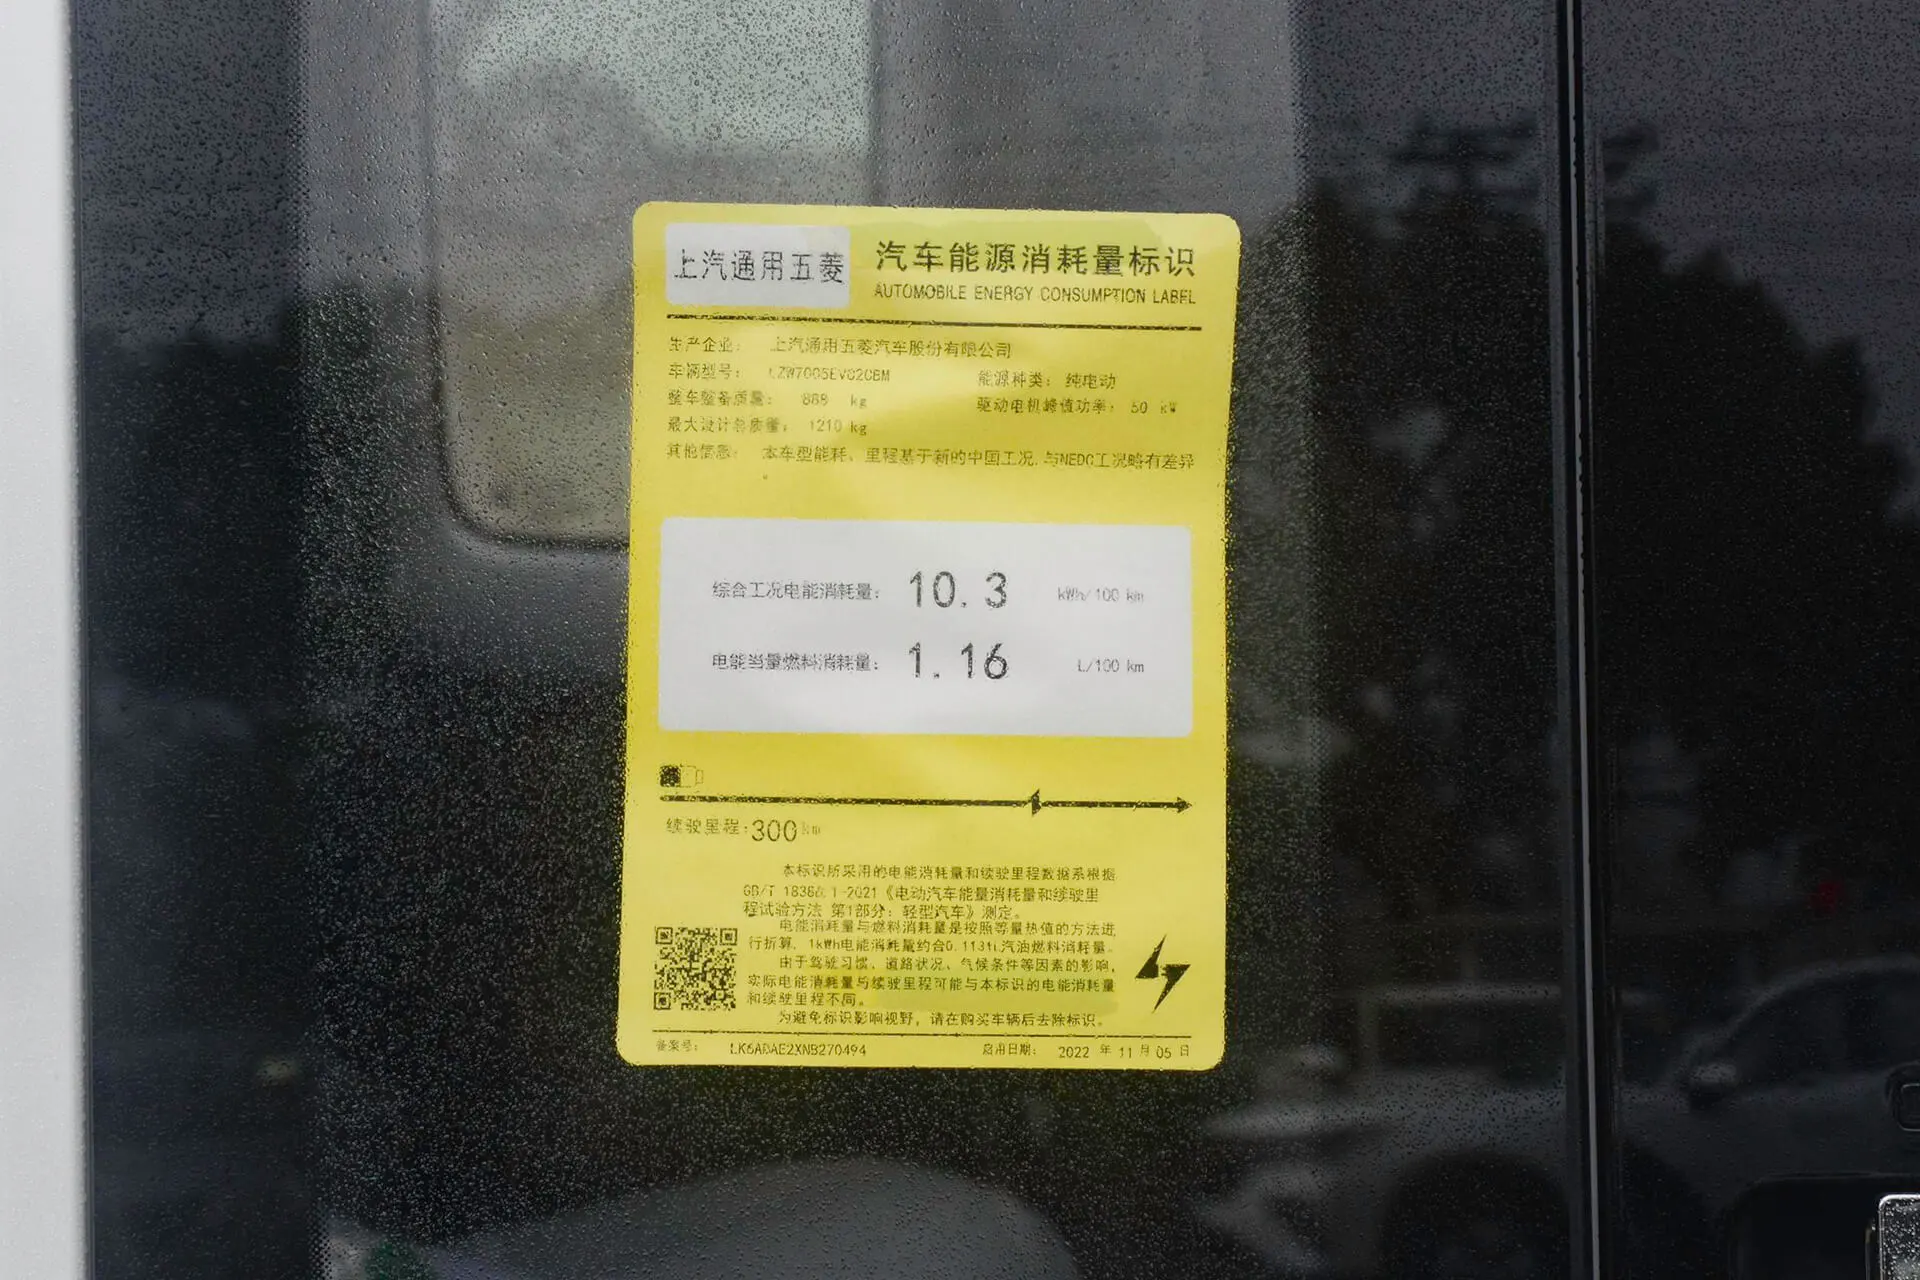 上汽通用五菱
汽车能源消耗量标识
AUTOMOBILE ENERGY CONSUMPTION LABEL
生产企业: 上汽通用五菱汽车股份有限公司
车辆型号: LZW7005EVG2CBM
能源种类: 纯电动
整车整备质量: 888 kg
驱动电机峰值功率: 50 kW
最大设计总质量: 1210 kg
其他信息: 本车型能耗、里程基于新的中国工况,与NEDC工况略有差异
。
综合工况电能消耗量: 10.3 kWh/100 km
电能当量燃料消耗量: 1.16 L/100 km
续驶里程:300km
本标识所采用的电能消耗量和续驶里程数据系根据
GB/T 18386.1-2021《电动汽车能量消耗量和续驶里
程试验方法 第1部分:轻型汽车》测定。
电能消耗量与燃料消耗量是按照等量热值的方法进
行折算,1kWh电能消耗量约合0.1131L汽油燃料消耗量。
由于驾驶习惯、道路状况、气候条件等因素的影响,
实际电能消耗量与续驶里程可能与本标识的电能消耗量
和续驶里程不同。
为避免标识影响视野,请在购买车辆后去除标识。
备案号: LK6ADAE2XNB270494
启用日期: 2022 年 11 月 05 日